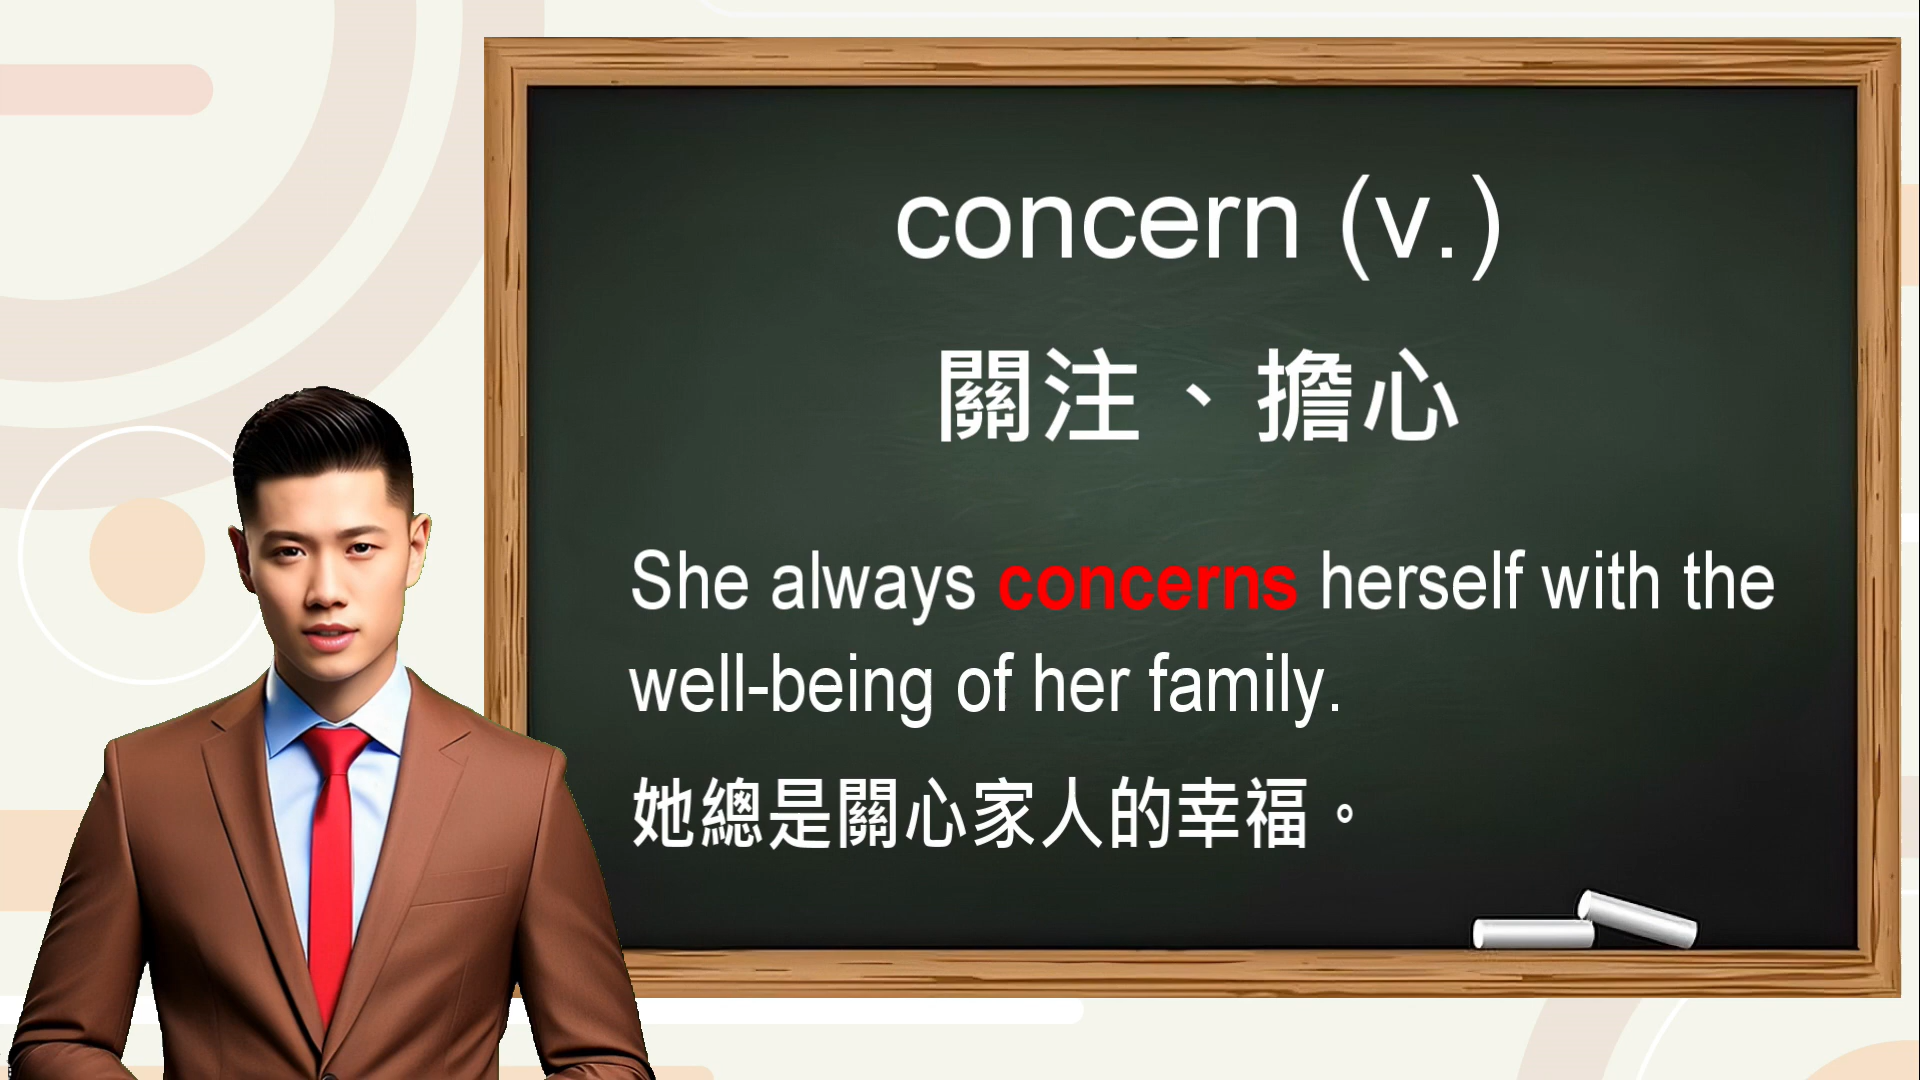 concern (v.)
關注、擔心
She always concerns herself with the
well-being of her family.
她總是關心家人的幸福。